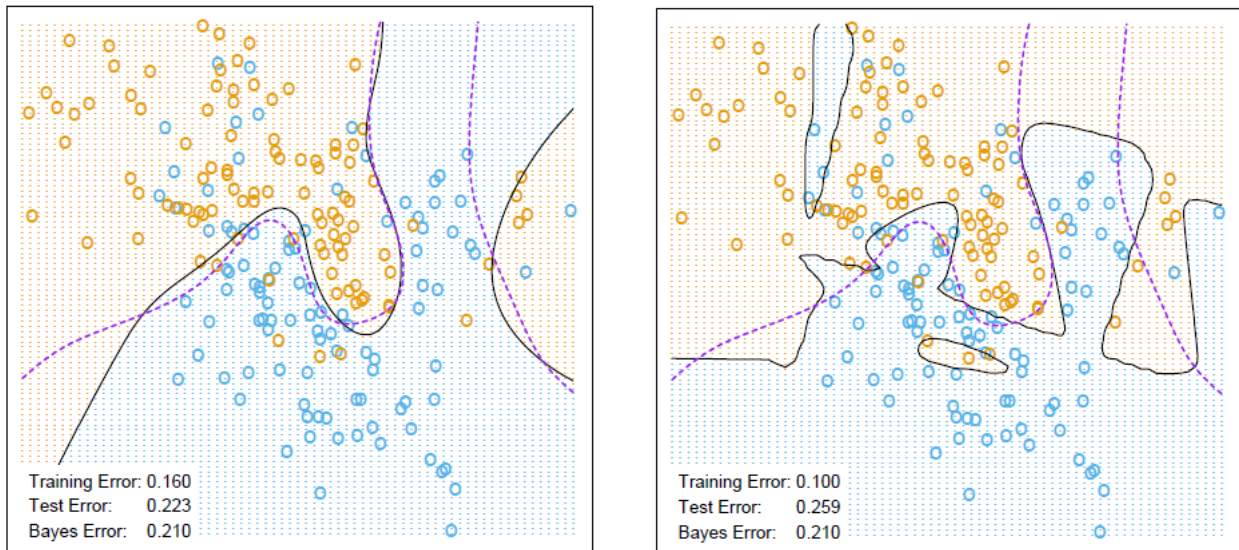 Training Error: 0.160
Test Error: 0.223
Bayes Error: 0.210
Training Error: 0.100
Test Error: 0.259
Bayes Error: 0.210